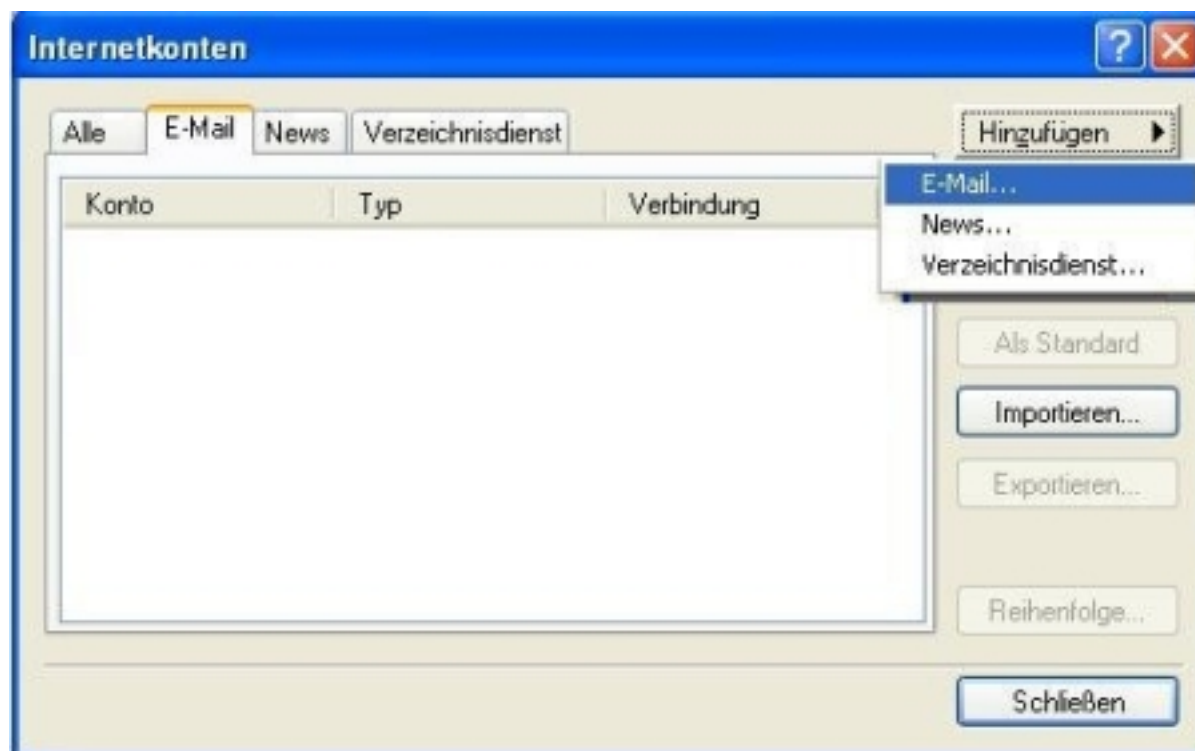 Internetkonten
Alle E-Mail News Verzeichnisdienst Hinzufügen
E-Mail...
Konto Typ Verbindung
News...
Verzeichnisdienst...
Als Standard
Importieren...
Exportieren...
Reihenfolge...
Schließen